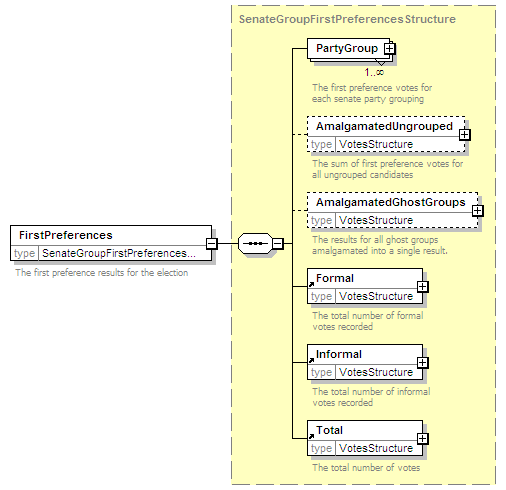 SenateGroupFirstPreferencesStructure
PartyGroup
1..∞
The first preference votes for
each senate party grouping
AmalgamatedUngrouped
type VotesStructure
The sum of first preference votes for
all ungrouped candidates
AmalgamatedGhostGroups
type VotesStructure
The results for all ghost groups
amalgamated into a single result.
FirstPreferences
type SenateGroupFirstPreferences...
The first preference results for the election
Formal
type VotesStructure
The total number of formal
votes recorded
Informal
type VotesStructure
The total number of informal
votes recorded
Total
type VotesStructure
The total number of votes